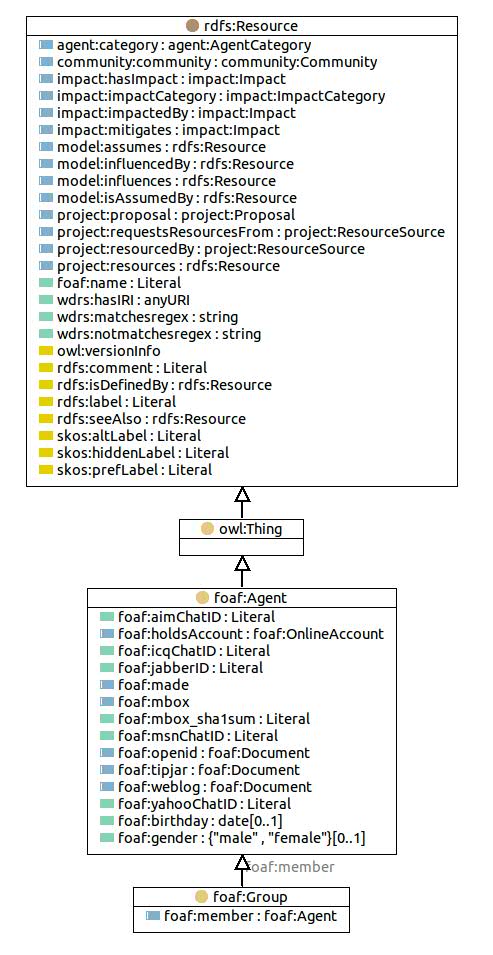 rdfs:Resource
agent:category : agent:AgentCategory
community:community : community:Community
impact:hasImpact : impact:Impact
impact:impactCategory : impact:ImpactCategory
impact:impactedBy : impact:Impact
impact:mitigates : impact:Impact
model:assumes : rdfs:Resource
model:influencedBy : rdfs:Resource
model:influences : rdfs:Resource
model:isAssumedBy : rdfs:Resource
project:proposal : project:Proposal
project:requestsResourcesFrom : project:ResourceSource
project:resourcedBy : project:ResourceSource
project:resources : rdfs:Resource
foaf:name : Literal
wdrs:hasIRI : anyURI
wdrs:matchesregex : string
wdrs:notmatchesregex : string
owl:versionInfo
rdfs:comment : Literal
rdfs:isDefinedBy : rdfs:Resource
rdfs:label : Literal
rdfs:seeAlso : rdfs:Resource
skos:altLabel : Literal
skos:hiddenLabel : Literal
skos:prefLabel : Literal
owl:Thing
foaf:Agent
foaf:aimChatID : Literal
foaf:holdsAccount : foaf:OnlineAccount
foaf:icqChatID : Literal
foaf:jabberID : Literal
foaf:made
foaf:mbox
foaf:mbox_sha1sum : Literal
foaf:msnChatID : Literal
foaf:openid : foaf:Document
foaf:tipjar : foaf:Document
foaf:weblog : foaf:Document
foaf:yahooChatID : Literal
foaf:birthday : date[0..1]
foaf:gender : {"male" , "female"}[0..1]
foaf:member
foaf:Group
foaf:member : foaf:Agent